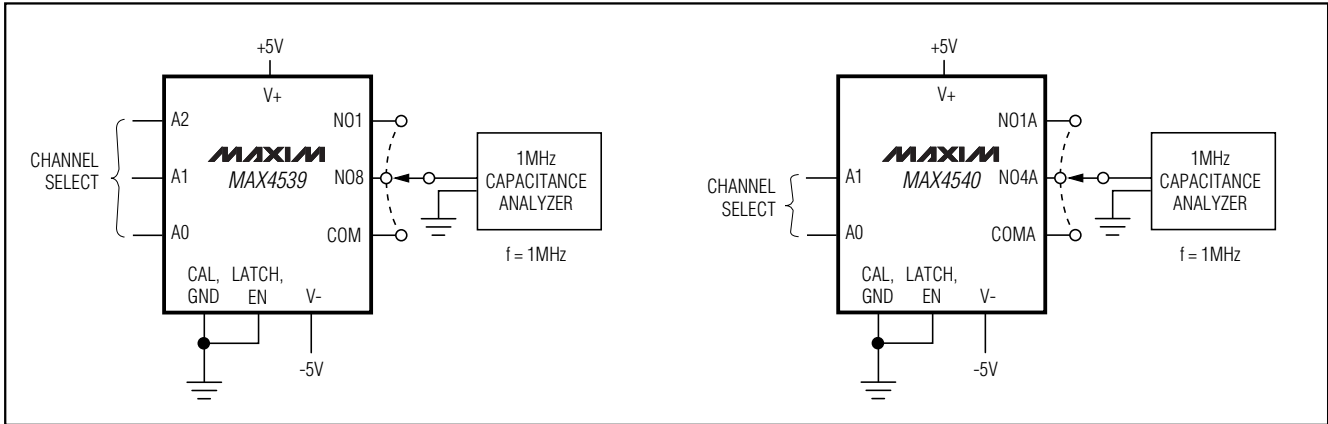 +5V
V+
A2
NO1
CHANNEL
SELECT
A1
MAXIM
MAX4539
NO8
1MHz
CAPACITANCE
ANALYZER
A0
COM
f = 1MHz
CAL,
GND
LATCH,
EN
V-
-5V
+5V
V+
NO1A
CHANNEL
SELECT
A1
MAXIM
MAX4540
NO4A
1MHz
CAPACITANCE
ANALYZER
A0
COMA
f = 1MHz
CAL,
GND
LATCH,
EN
V-
-5V